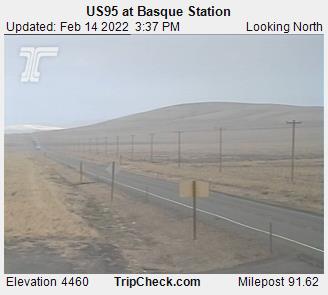 US95 at Basque Station
Updated: Feb 14 2022 3:37 PM Looking North
Elevation 4460 TripCheck.com Milepost 91.62